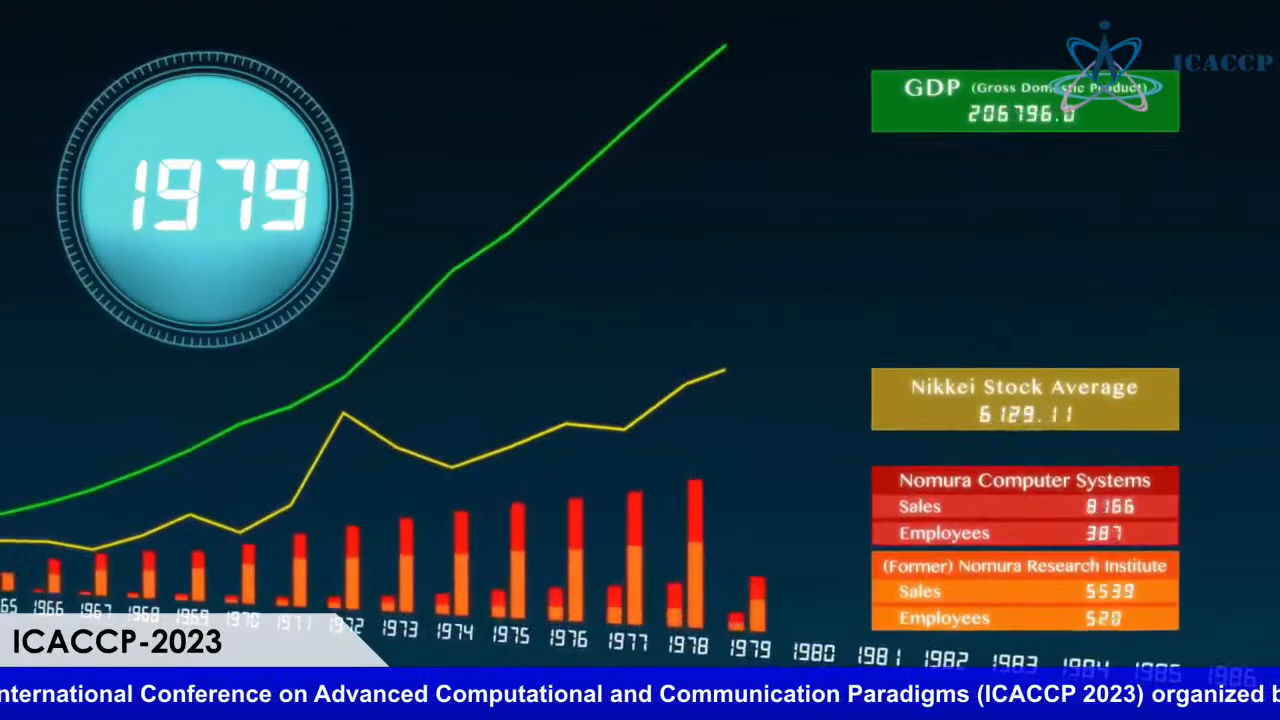 ICACCP
1979
GDP (Gross Domestic Product)
206796.0
Nikkei Stock Average
6129.11
Nomura Computer Systems
Sales 8166
Employees 387
(Former) Nomura Research Institute
Sales 5539
Employees 520
65 1966 1967 1968 1969 1970 1971 1972 1973 1974 1975 1976 1977 1978 1979 1980 1981 1982 1983 1984 1985 1986
ICACCP-2023
nternational Conference on Advanced Computational and Communication Paradigms (ICACCP 2023) organized b